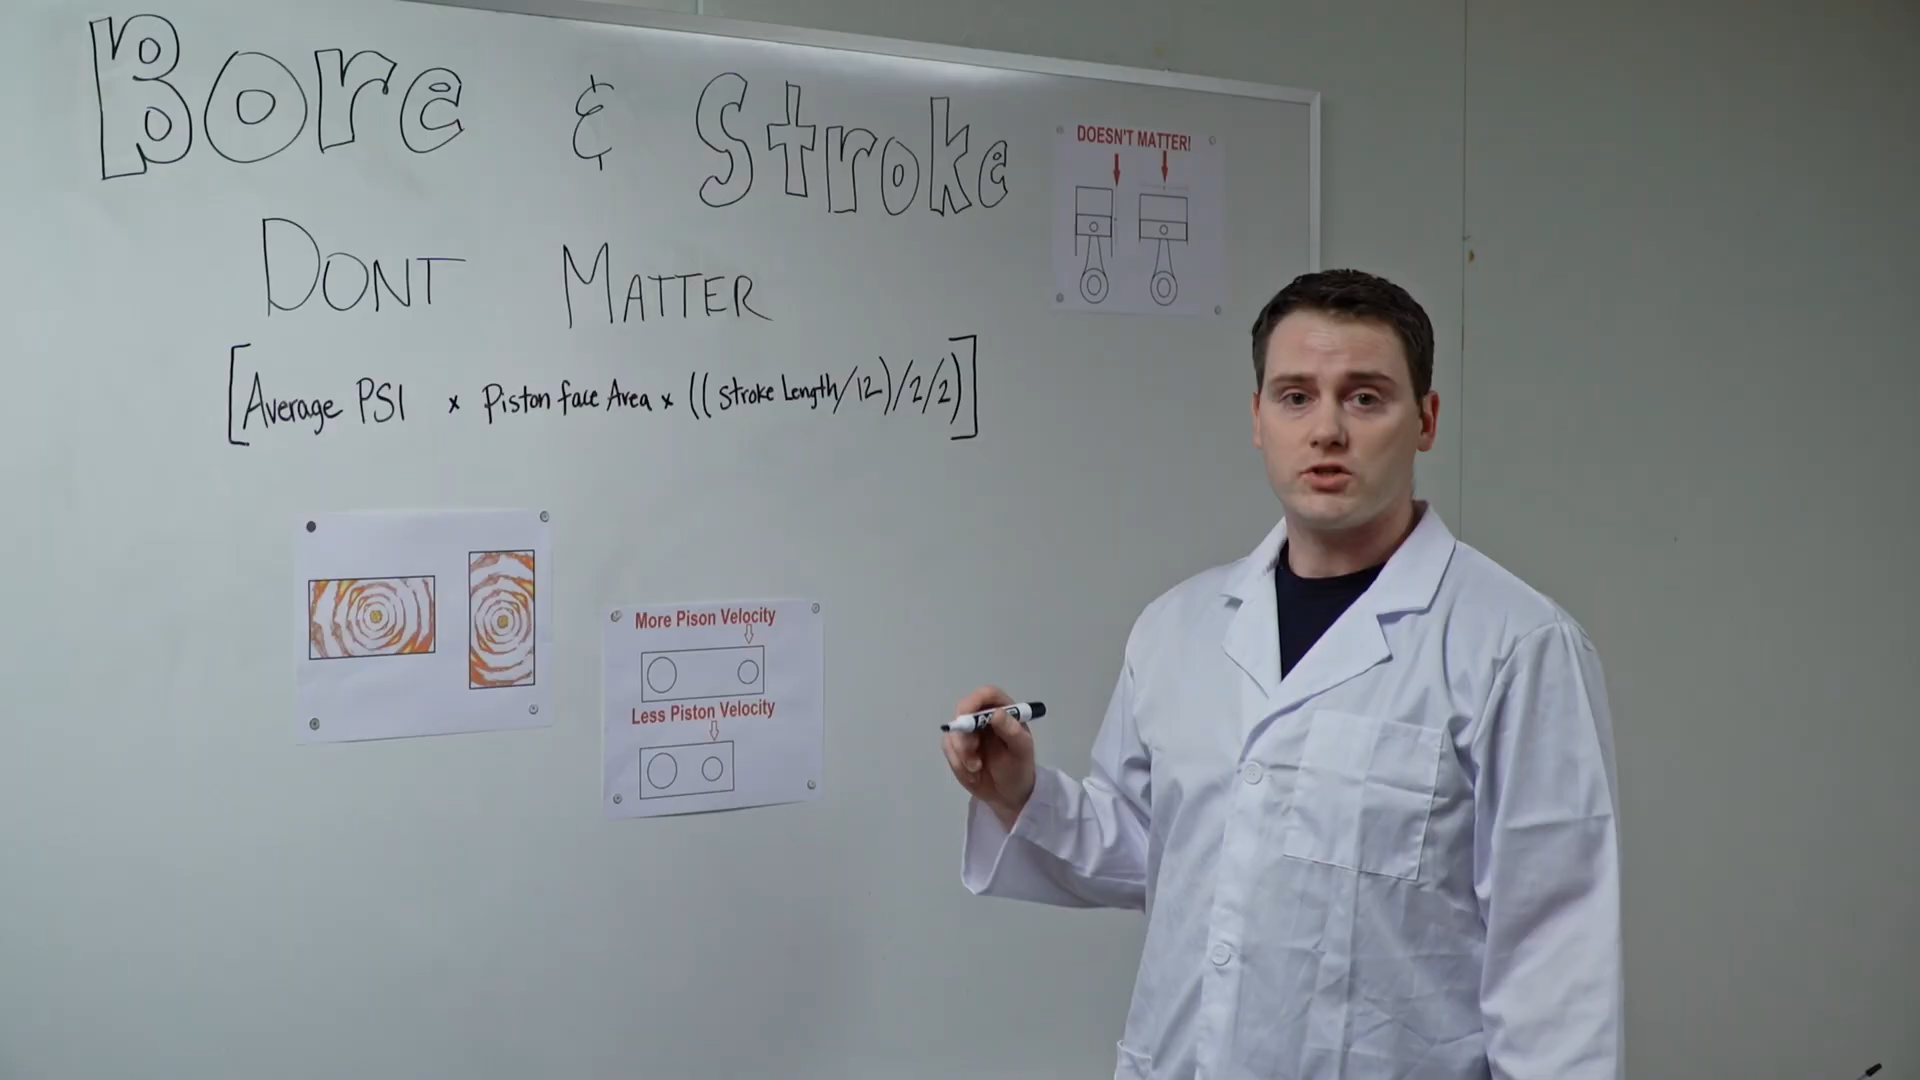 Bore & Stroke
DONT MATTER
[Average PSI x Piston face Area x ((Stroke Length/12)/2/2)]
DOESN'T MATTER!
More Pison Velocity
Less Piston Velocity